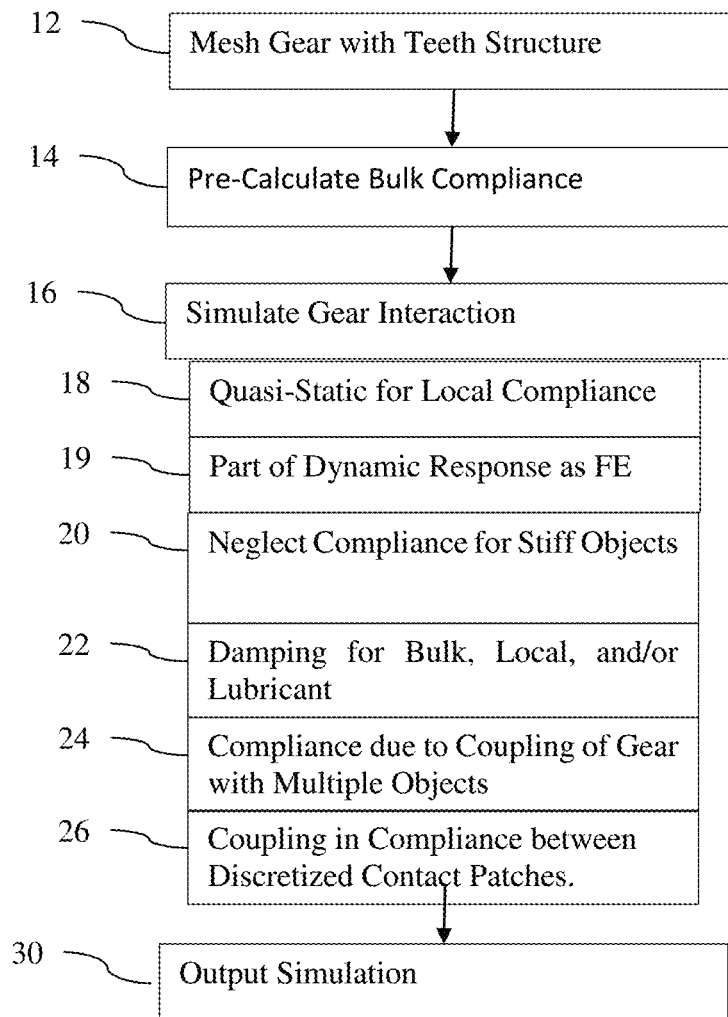 12
Mesh Gear with Teeth Structure
14
Pre-Calculate Bulk Compliance
16
Simulate Gear Interaction
18
Quasi-Static for Local Compliance
19
Part of Dynamic Response as FE
20
Neglect Compliance for Stiff Objects
22
Damping for Bulk, Local, and/or
Lubricant
24
Compliance due to Coupling of Gear
with Multiple Objects
26
Coupling in Compliance between
Discretized Contact Patches.
30
Output Simulation